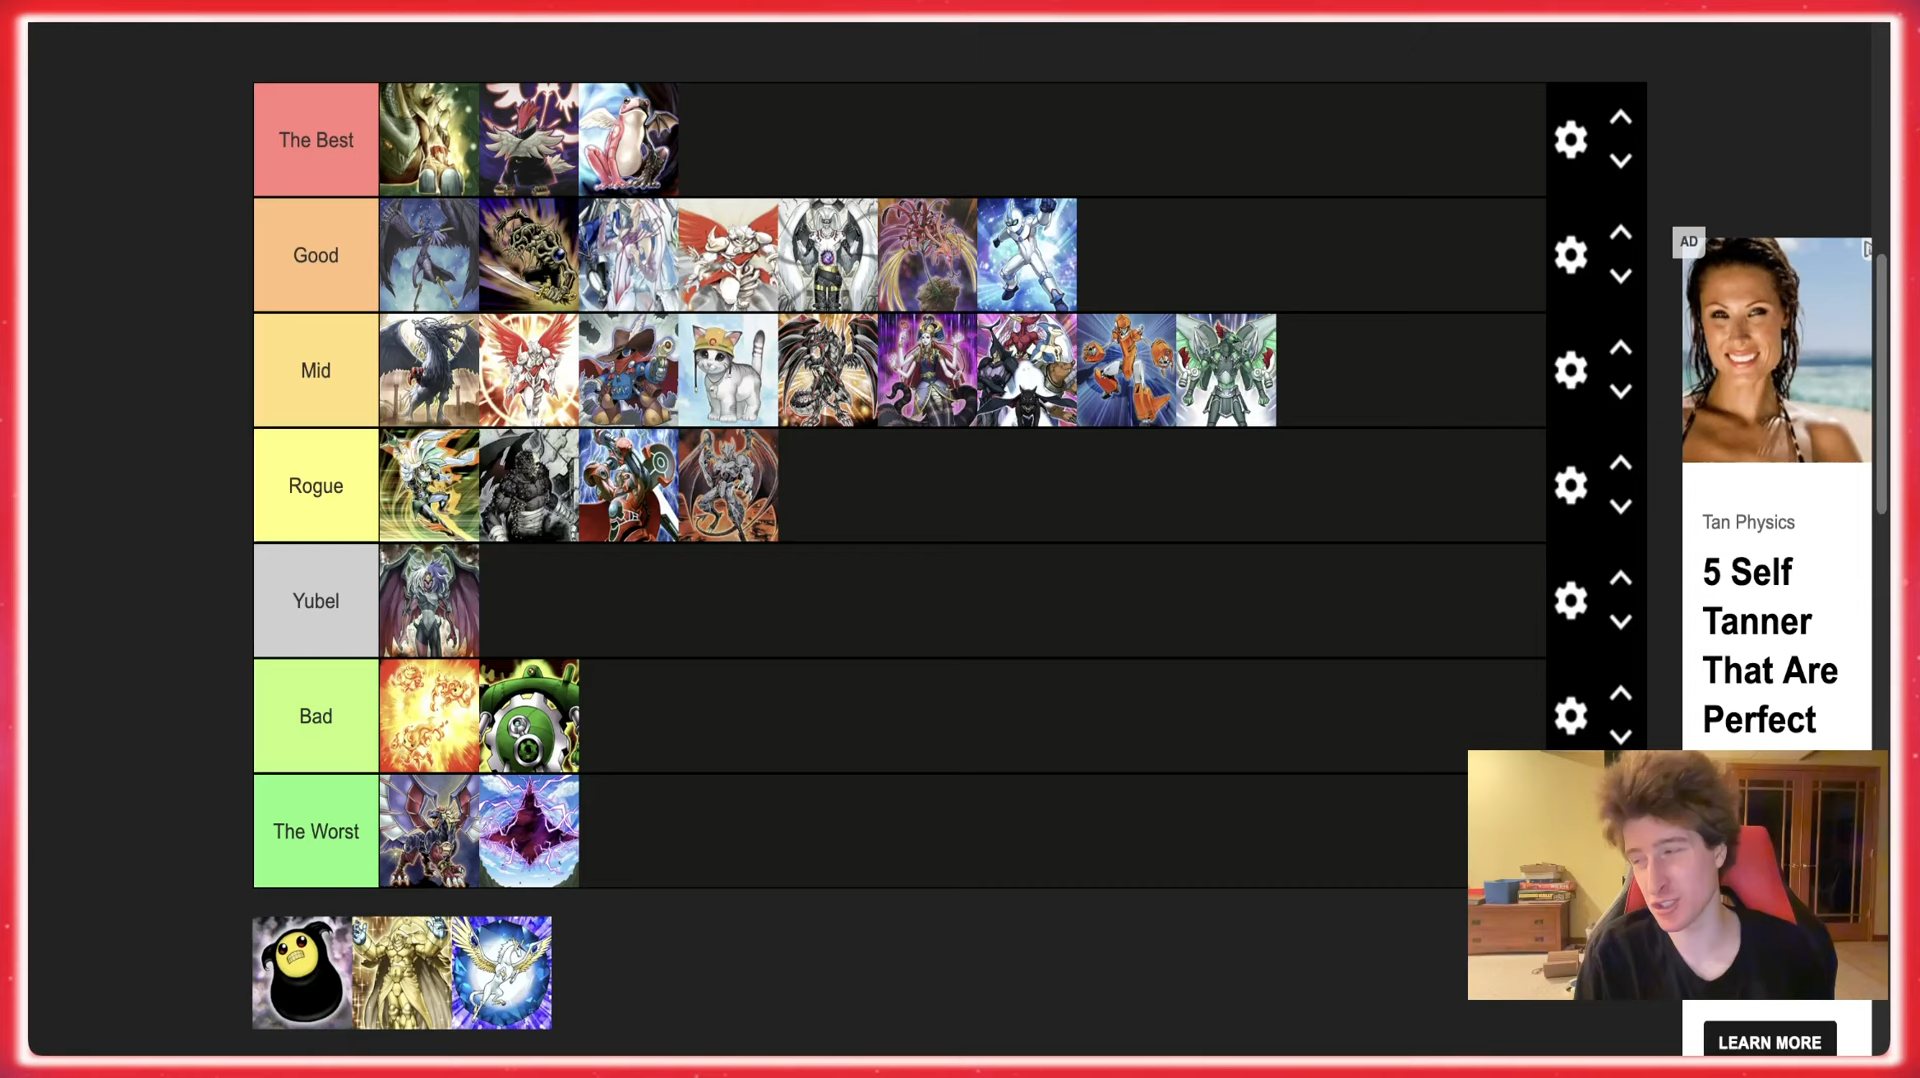 The Best
Good
Mid
Rogue
Yubel
Bad
The Worst
AD
Tan Physics
5 Self
Tanner
That Are
Perfect
LEARN MORE